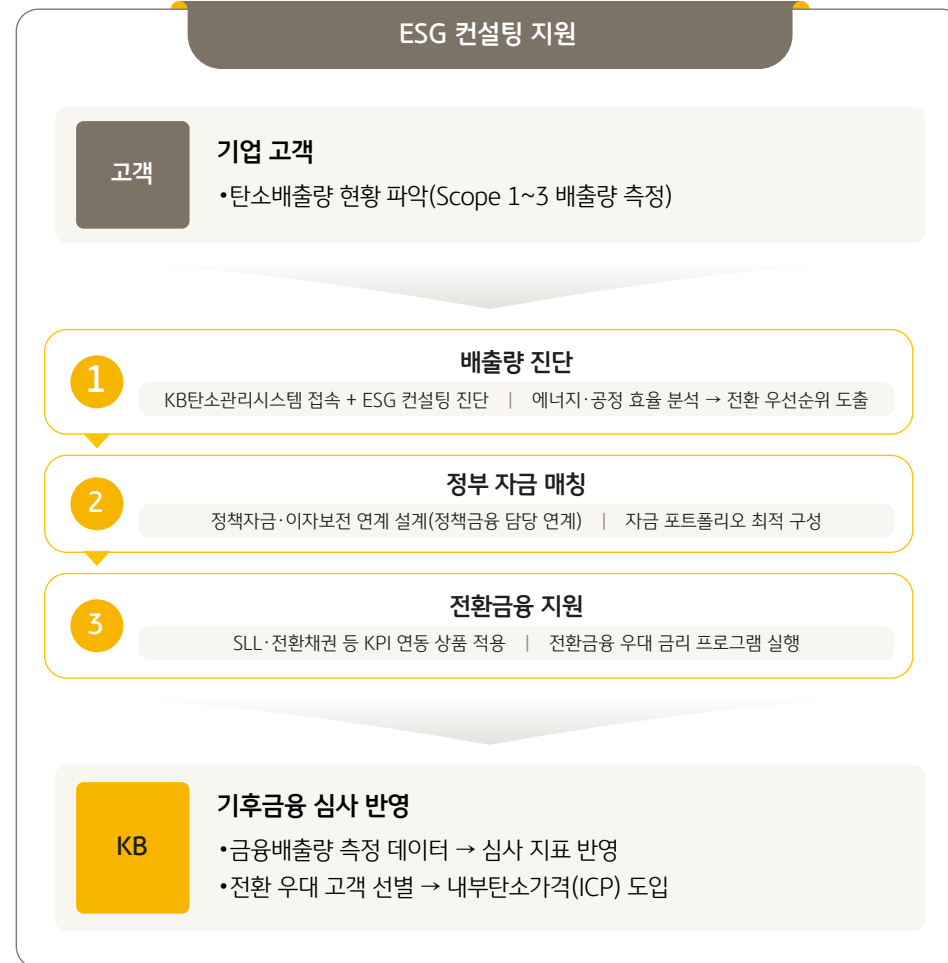 ESG 컨설팅 지원
고객
기업 고객
•탄소배출량 현황 파악(Scope 1~3 배출량 측정)
1
배출량 진단
KB탄소관리시스템 접속 + ESG 컨설팅 진단 | 에너지·공정 효율 분석 → 전환 우선순위 도출
2
정부 자금 매칭
정책자금·이자보전 연계 설계(정책금융 담당 연계) | 자금 포트폴리오 최적 구성
3
전환금융 지원
SLL·전환채권 등 KPI 연동 상품 적용 | 전환금융 우대 금리 프로그램 실행
KB
기후금융 심사 반영
•금융배출량 측정 데이터 → 심사 지표 반영
•전환 우대 고객 선별 → 내부탄소가격(ICP) 도입